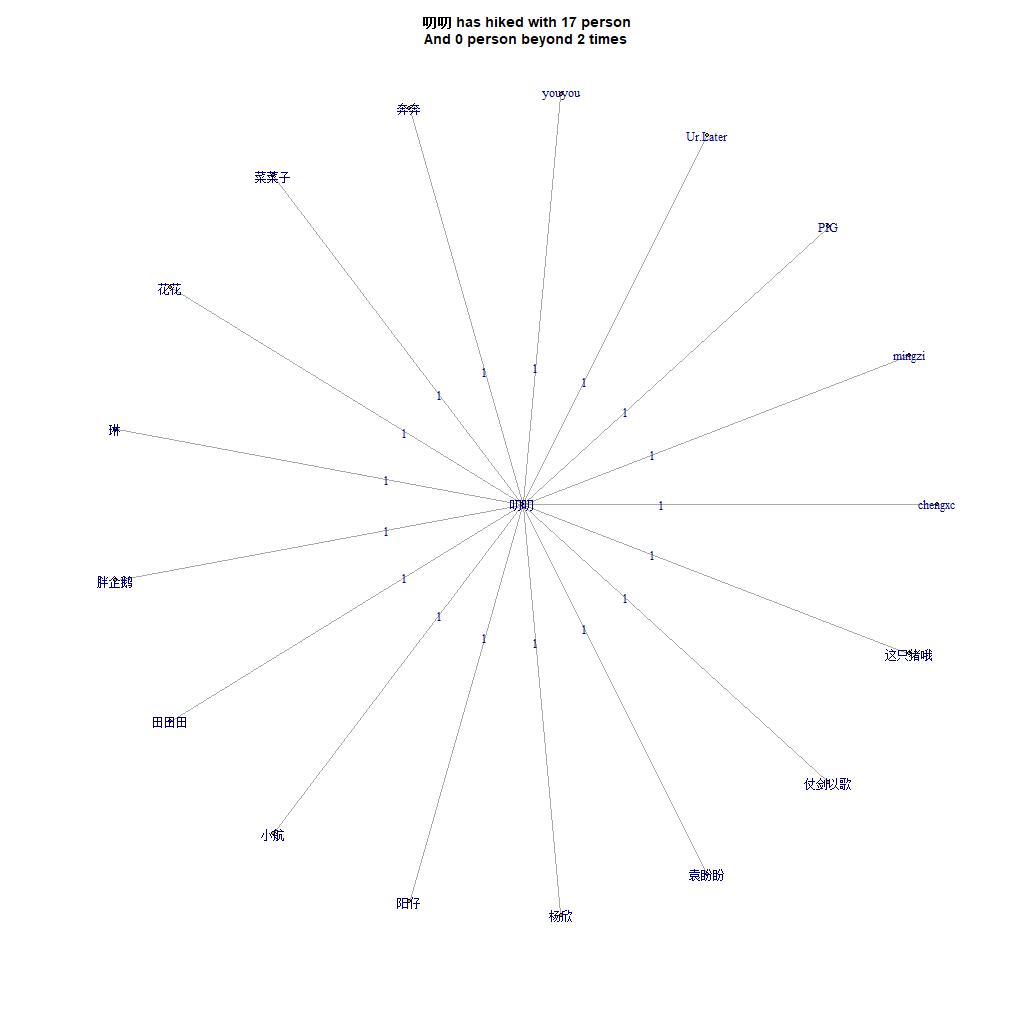 叨叨 has hiked with 17 person
And 0 person beyond 2 times
youyou
奔奔
Ur.Later
菜菜子
PIG
花花
mingzi
1
1
1
1
1
1
琳
1
1
1
叨叨
1
chengxc
1
1
胖企鹅
1
1
1
1
1
这只猪哦
田田田
仗剑以歌
小航
袁盼盼
阳仔
杨欣